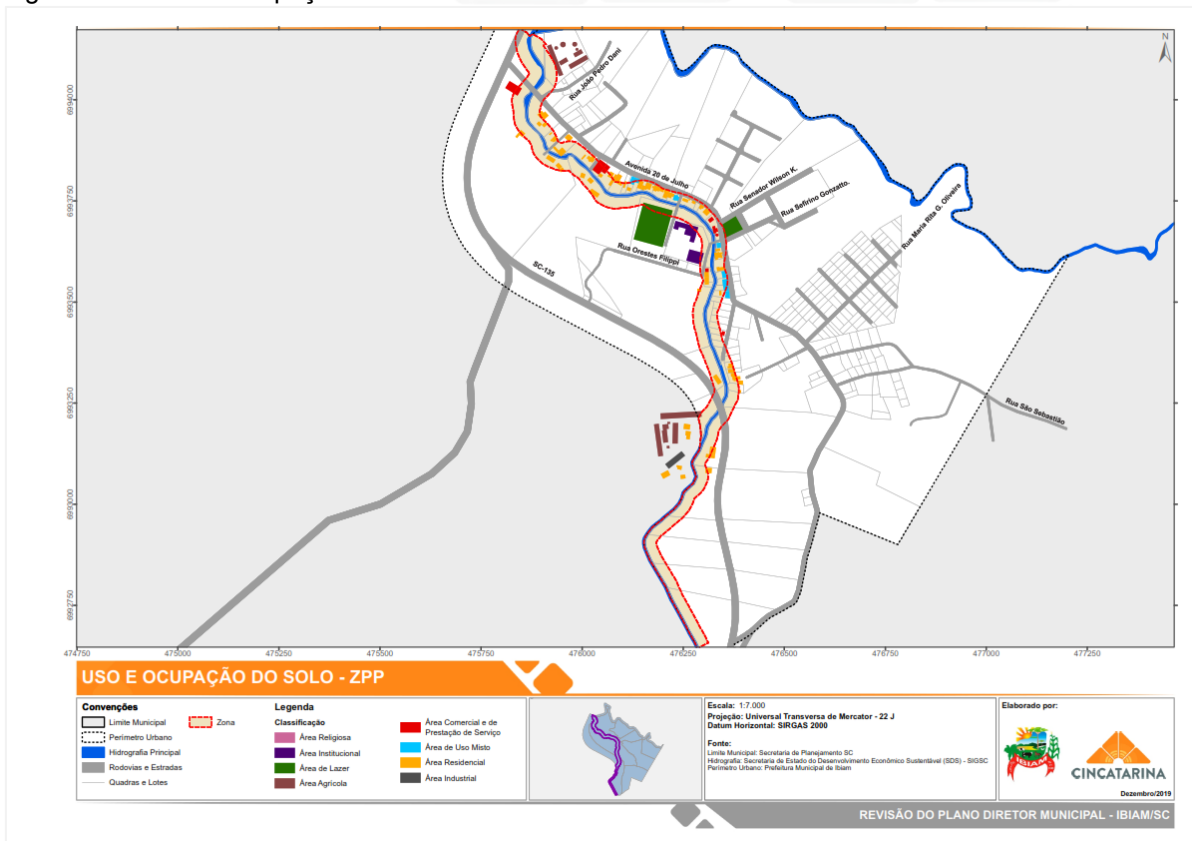 N
Rua João Pedro Dani
Avenida 20 de Julho
Rua Senador Wilson K.
Rua Sefirino Gonzatto.
Rua Maria Rita G. Oliveira
Rua Orestes Filippi
SC-135
Rua São Sebastião
6994000
6993750
6993500
6993250
6993000
6992750
474750 475000 475250 475500 475750 476000 476250 476500 476750 477000 477250
USO E OCUPAÇÃO DO SOLO - ZPP
Convenções
Limite Municipal
Zona
Perímetro Urbano
Hidrografia Principal
Rodovias e Estradas
Quadras e Lotes
Legenda
Classificação
Área Religiosa
Área Institucional
Área de Lazer
Área Agrícola
Área Comercial e de
Prestação de Serviço
Área de Uso Misto
Área Residencial
Área Industrial
Escala: 1:7.000
Projeção: Universal Transversa de Mercator - 22 J
Datum Horizontal: SIRGAS 2000
Fonte:
Limite Municipal: Secretaria de Planejamento SC
Hidrografia: Secretaria de Estado do Desenvolvimento Econômico Sustentável (SDS) - SIGSC
Perímetro Urbano: Prefeitura Municipal de Ibiam
Elaborado por:
IBIAM
CINCATARINA
Dezembro/2019
REVISÃO DO PLANO DIRETOR MUNICIPAL - IBIAM/SC